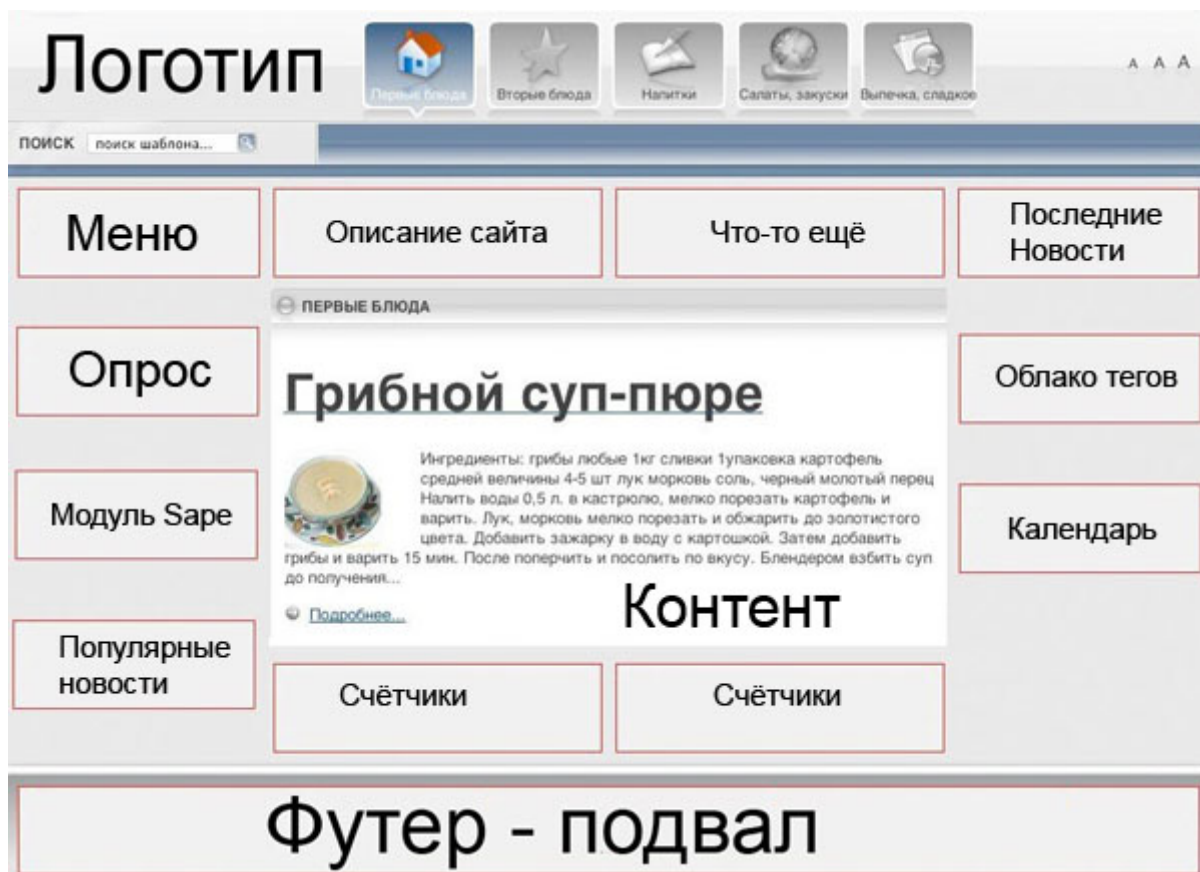 Логотип
Первые блюда
Вторые блюда
Напитки
Салаты, закуски
Выпечка, сладкое
A A A
ПОИСК
поиск шаблона...
Меню
Описание сайта
Что-то ещё
Последние
Новости
ПЕРВЫЕ БЛЮДА
Опрос
Грибной суп-пюре
Облако тегов
Ингредиенты: грибы любые 1кг сливки 1упаковка картофель
средней величины 4-5 шт лук морковь соль, черный молотый перец
Налить воды 0,5 л. в кастрюлю, мелко порезать картофель и
варить. Лук, морковь мелко порезать и обжарить до золотистого
цвета. Добавить зажарку в воду с картошкой. Затем добавить
грибы и варить 15 мин. После поперчить и посолить по вкусу. Блендером взбить суп
до получения...
Модуль Sape
Календарь
Подробнее...
Контент
Популярные
новости
Счётчики
Счётчики
Футер - подвал